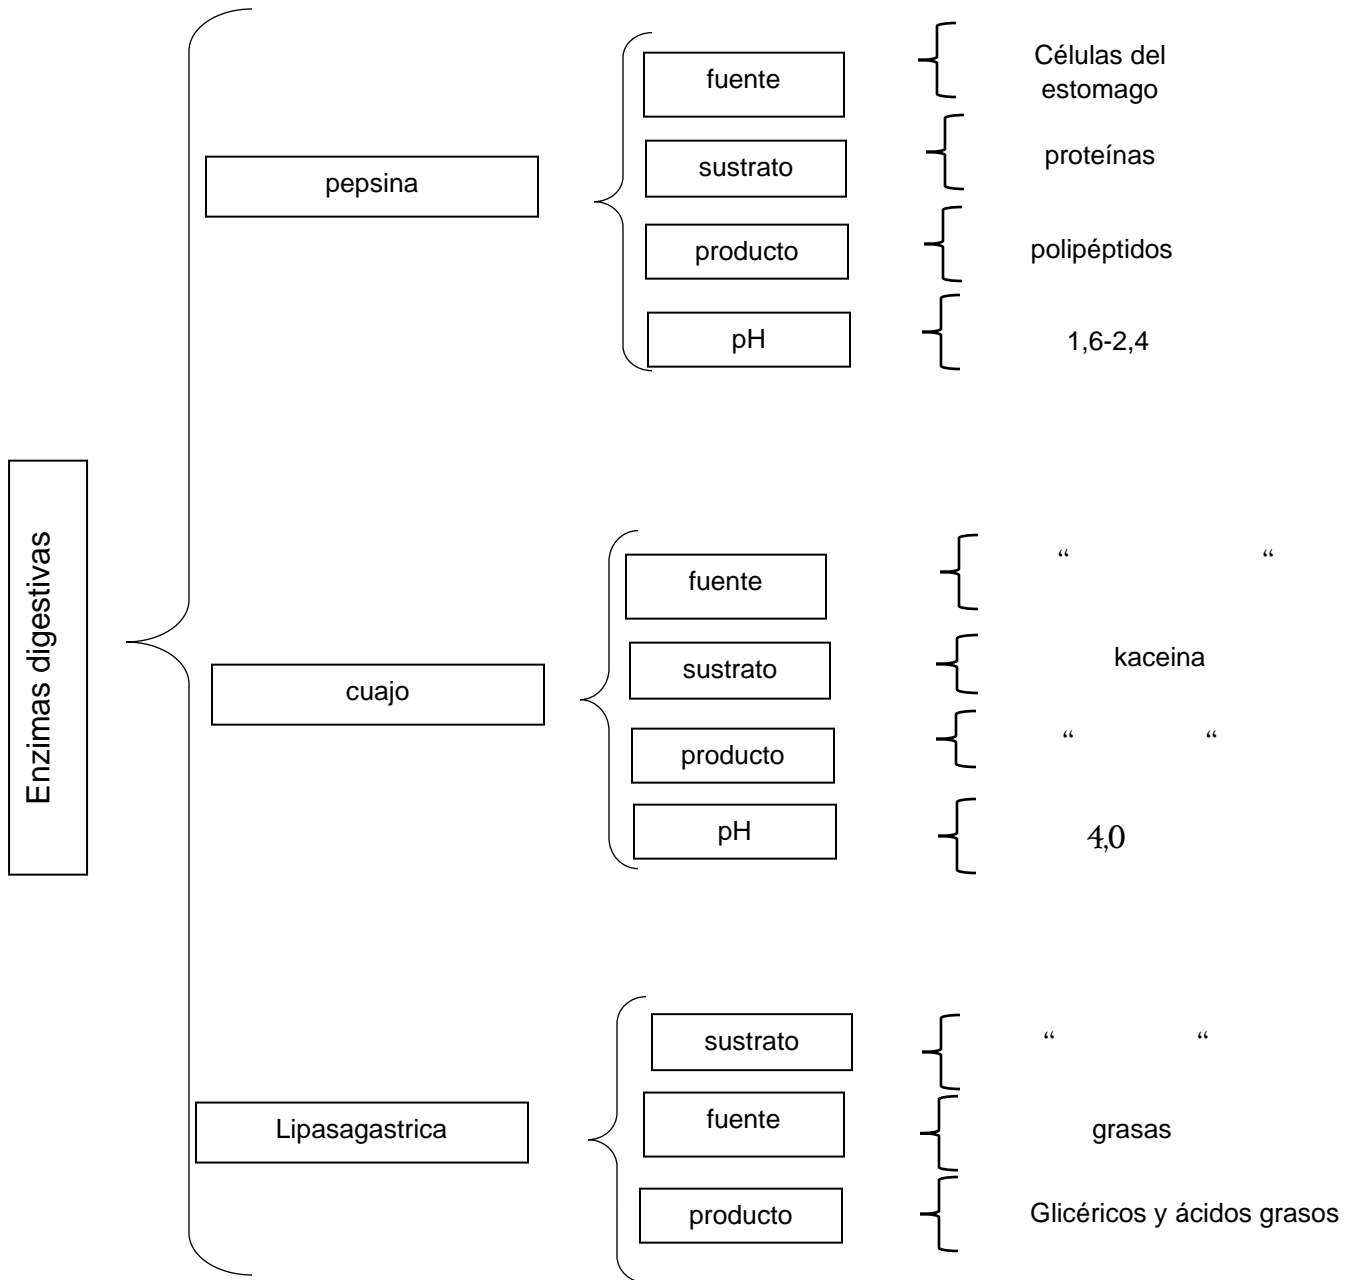 Enzimas digestivas
pepsina
fuente
Células del
estomago
sustrato
proteínas
producto
polipéptidos
pH
1,6-2,4
cuajo
fuente
“ “
sustrato
kaceina
producto
“ “
pH
4,0
Lipasagastrica
sustrato
“ “
fuente
grasas
producto
Glicéricos y ácidos grasos